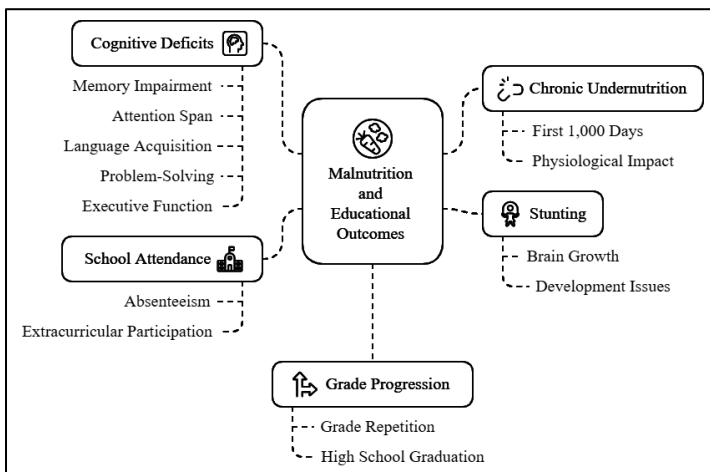 Cognitive Deficits
Memory Impairment
Attention Span
Language Acquisition
Problem-Solving
Executive Function
School Attendance
Absenteeism
Extracurricular Participation
Malnutrition
and
Educational
Outcomes
Chronic Undernutrition
First 1,000 Days
Physiological Impact
Stunting
Brain Growth
Development Issues
Grade Progression
Grade Repetition
High School Graduation